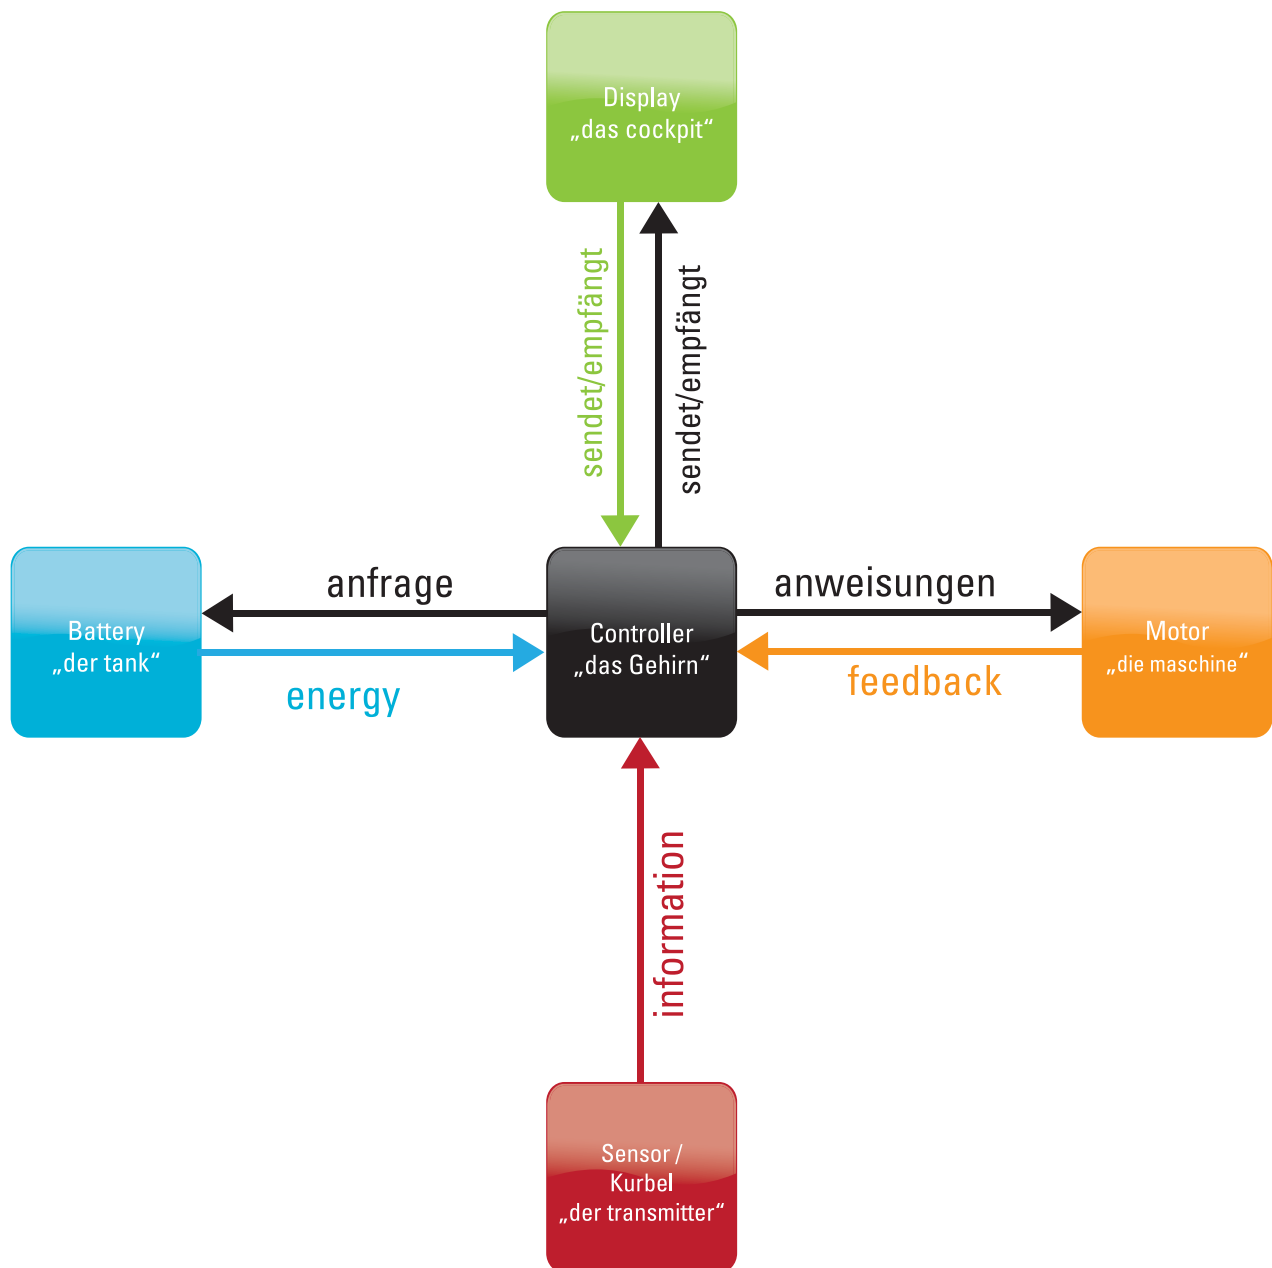 Display
„das cockpit“
sendet/empfängt
sendet/empfängt
anfrage
anweisungen
Battery
„der tank“
Controller
„das Gehirn“
Motor
„die maschine“
energy
feedback
information
Sensor /
Kurbel
„der transmitter“